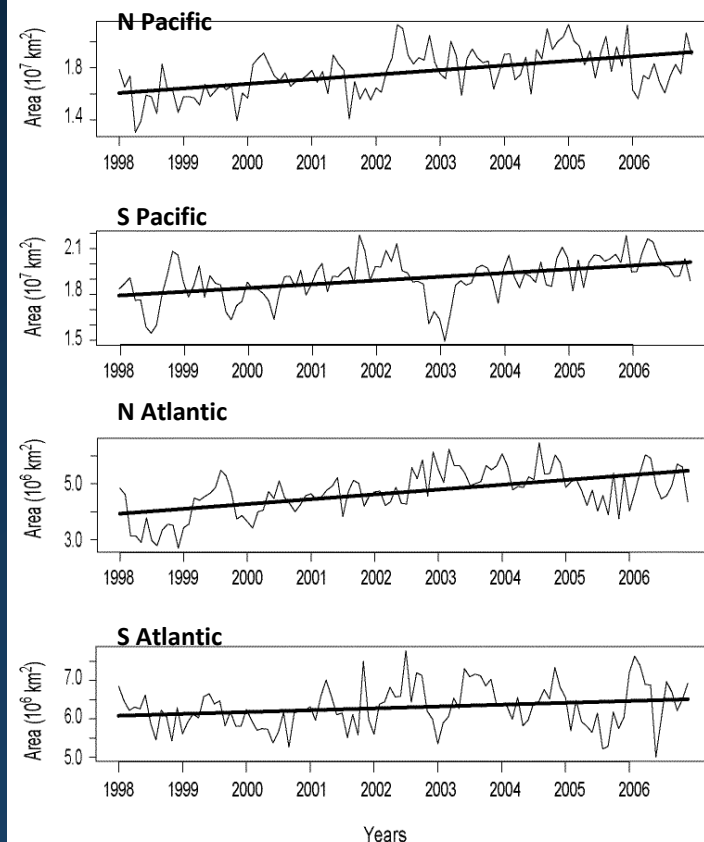 N Pacific
Area (10⁷ km²)
1.8
1.4
1998 1999 2000 2001 2002 2003 2004 2005 2006
S Pacific
Area (10⁷ km²)
2.1
1.8
1.5
1998 1999 2000 2001 2002 2003 2004 2005 2006
N Atlantic
Area (10⁶ km²)
5.0
3.0
1998 1999 2000 2001 2002 2003 2004 2005 2006
S Atlantic
Area (10⁶ km²)
7.0
6.0
5.0
1998 1999 2000 2001 2002 2003 2004 2005 2006
Years